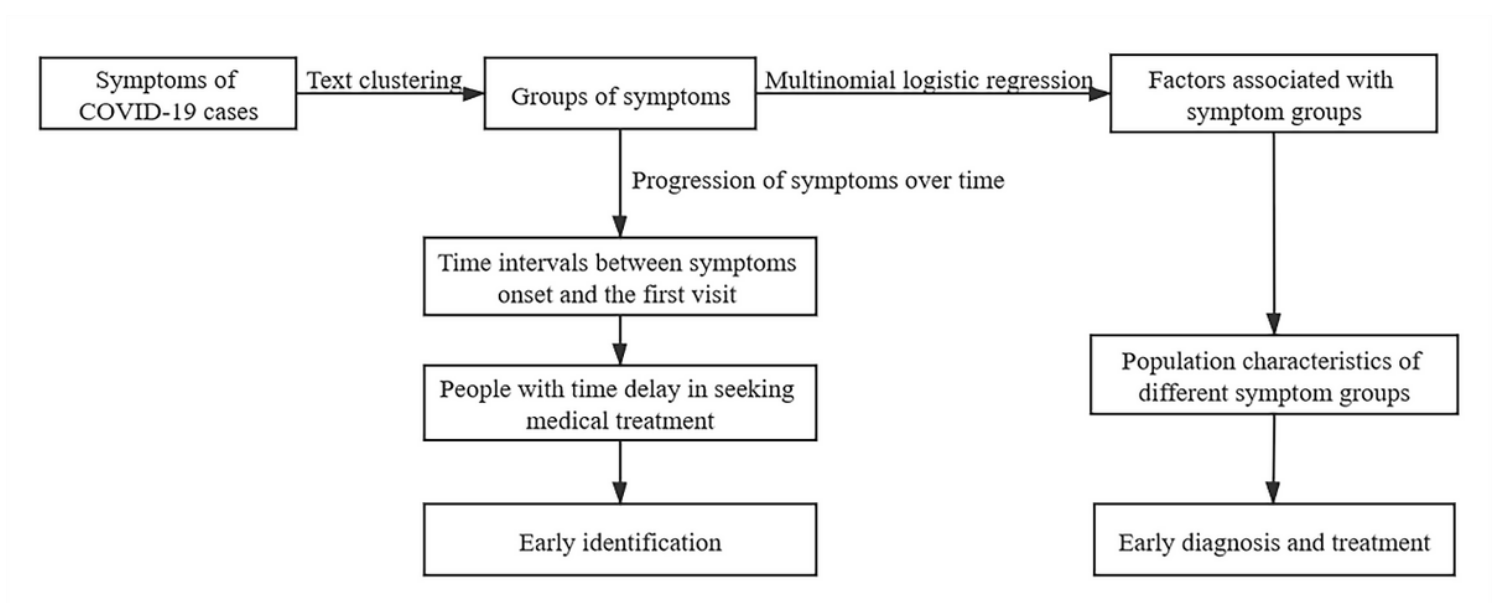 Symptoms of
COVID-19 cases
Text clustering
Groups of symptoms
Multinomial logistic regression
Factors associated with
symptom groups
Progression of symptoms over time
Time intervals between symptoms
onset and the first visit
People with time delay in seeking
medical treatment
Early identification
Population characteristics of
different symptom groups
Early diagnosis and treatment